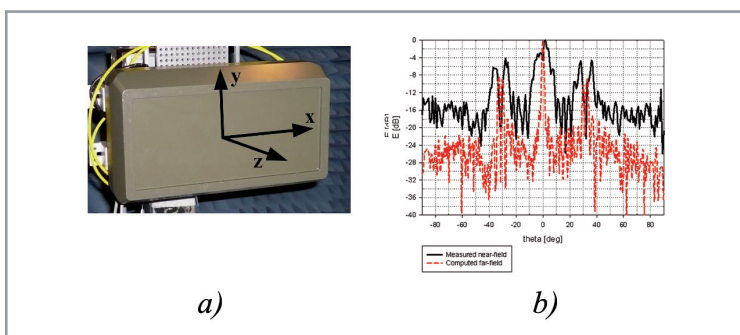 y
x
z
a)
0
-4
-8
-12
-16
-20
-24
-28
-32
-36
-40
E [dB]
-80 -60 -40 -20 0 20 40 60 80
theta [deg]
Measured near-field
Computed far-field
b)